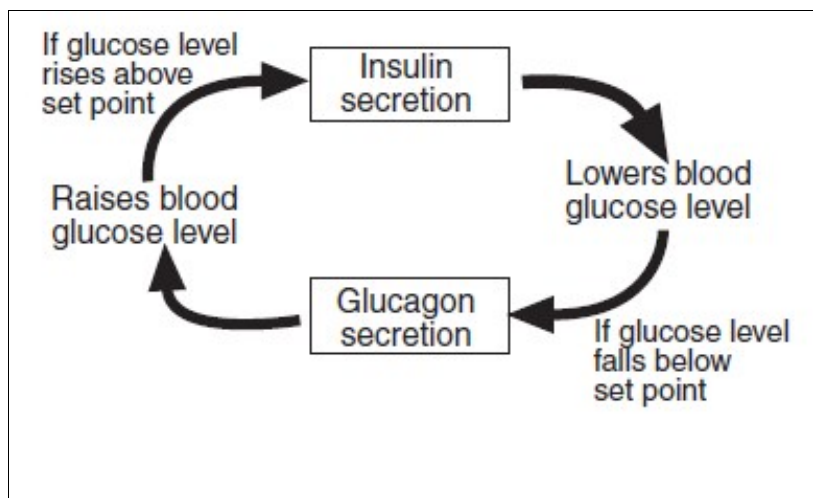 If glucose level
rises above
set point
Insulin
secretion
Lowers blood
glucose level
If glucose level
falls below
set point
Glucagon
secretion
Raises blood
glucose level